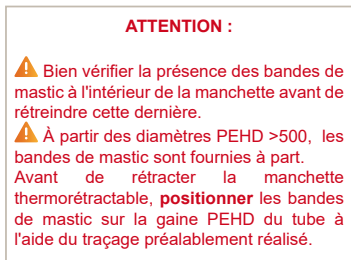 ATTENTION :
⚠ Bien vérifier la présence des bandes de
mastic à l'intérieur de la manchette avant de
rétreindre cette dernière.
⚠ À partir des diamètres PEHD >500, les
bandes de mastic sont fournies à part.
Avant de rétracter la manchette
thermorétractable, positionner les bandes
de mastic sur la gaine PEHD du tube à
l'aide du traçage préalablement réalisé.